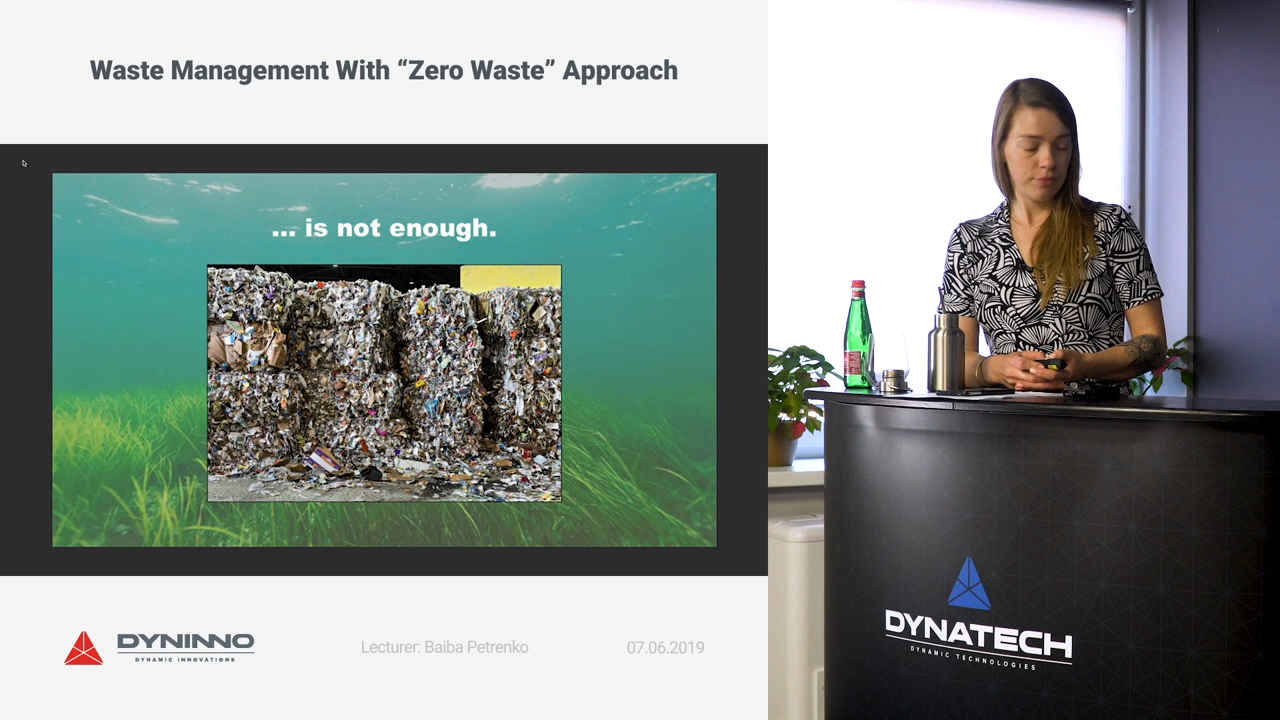 Waste Management With “Zero Waste” Approach
... is not enough.
DYNINNO
DYNAMIC INNOVATIONS
Lecturer: Baiba Petrenko
07.06.2019
DYNATECH
DYNAMIC TECHNOLOGIES